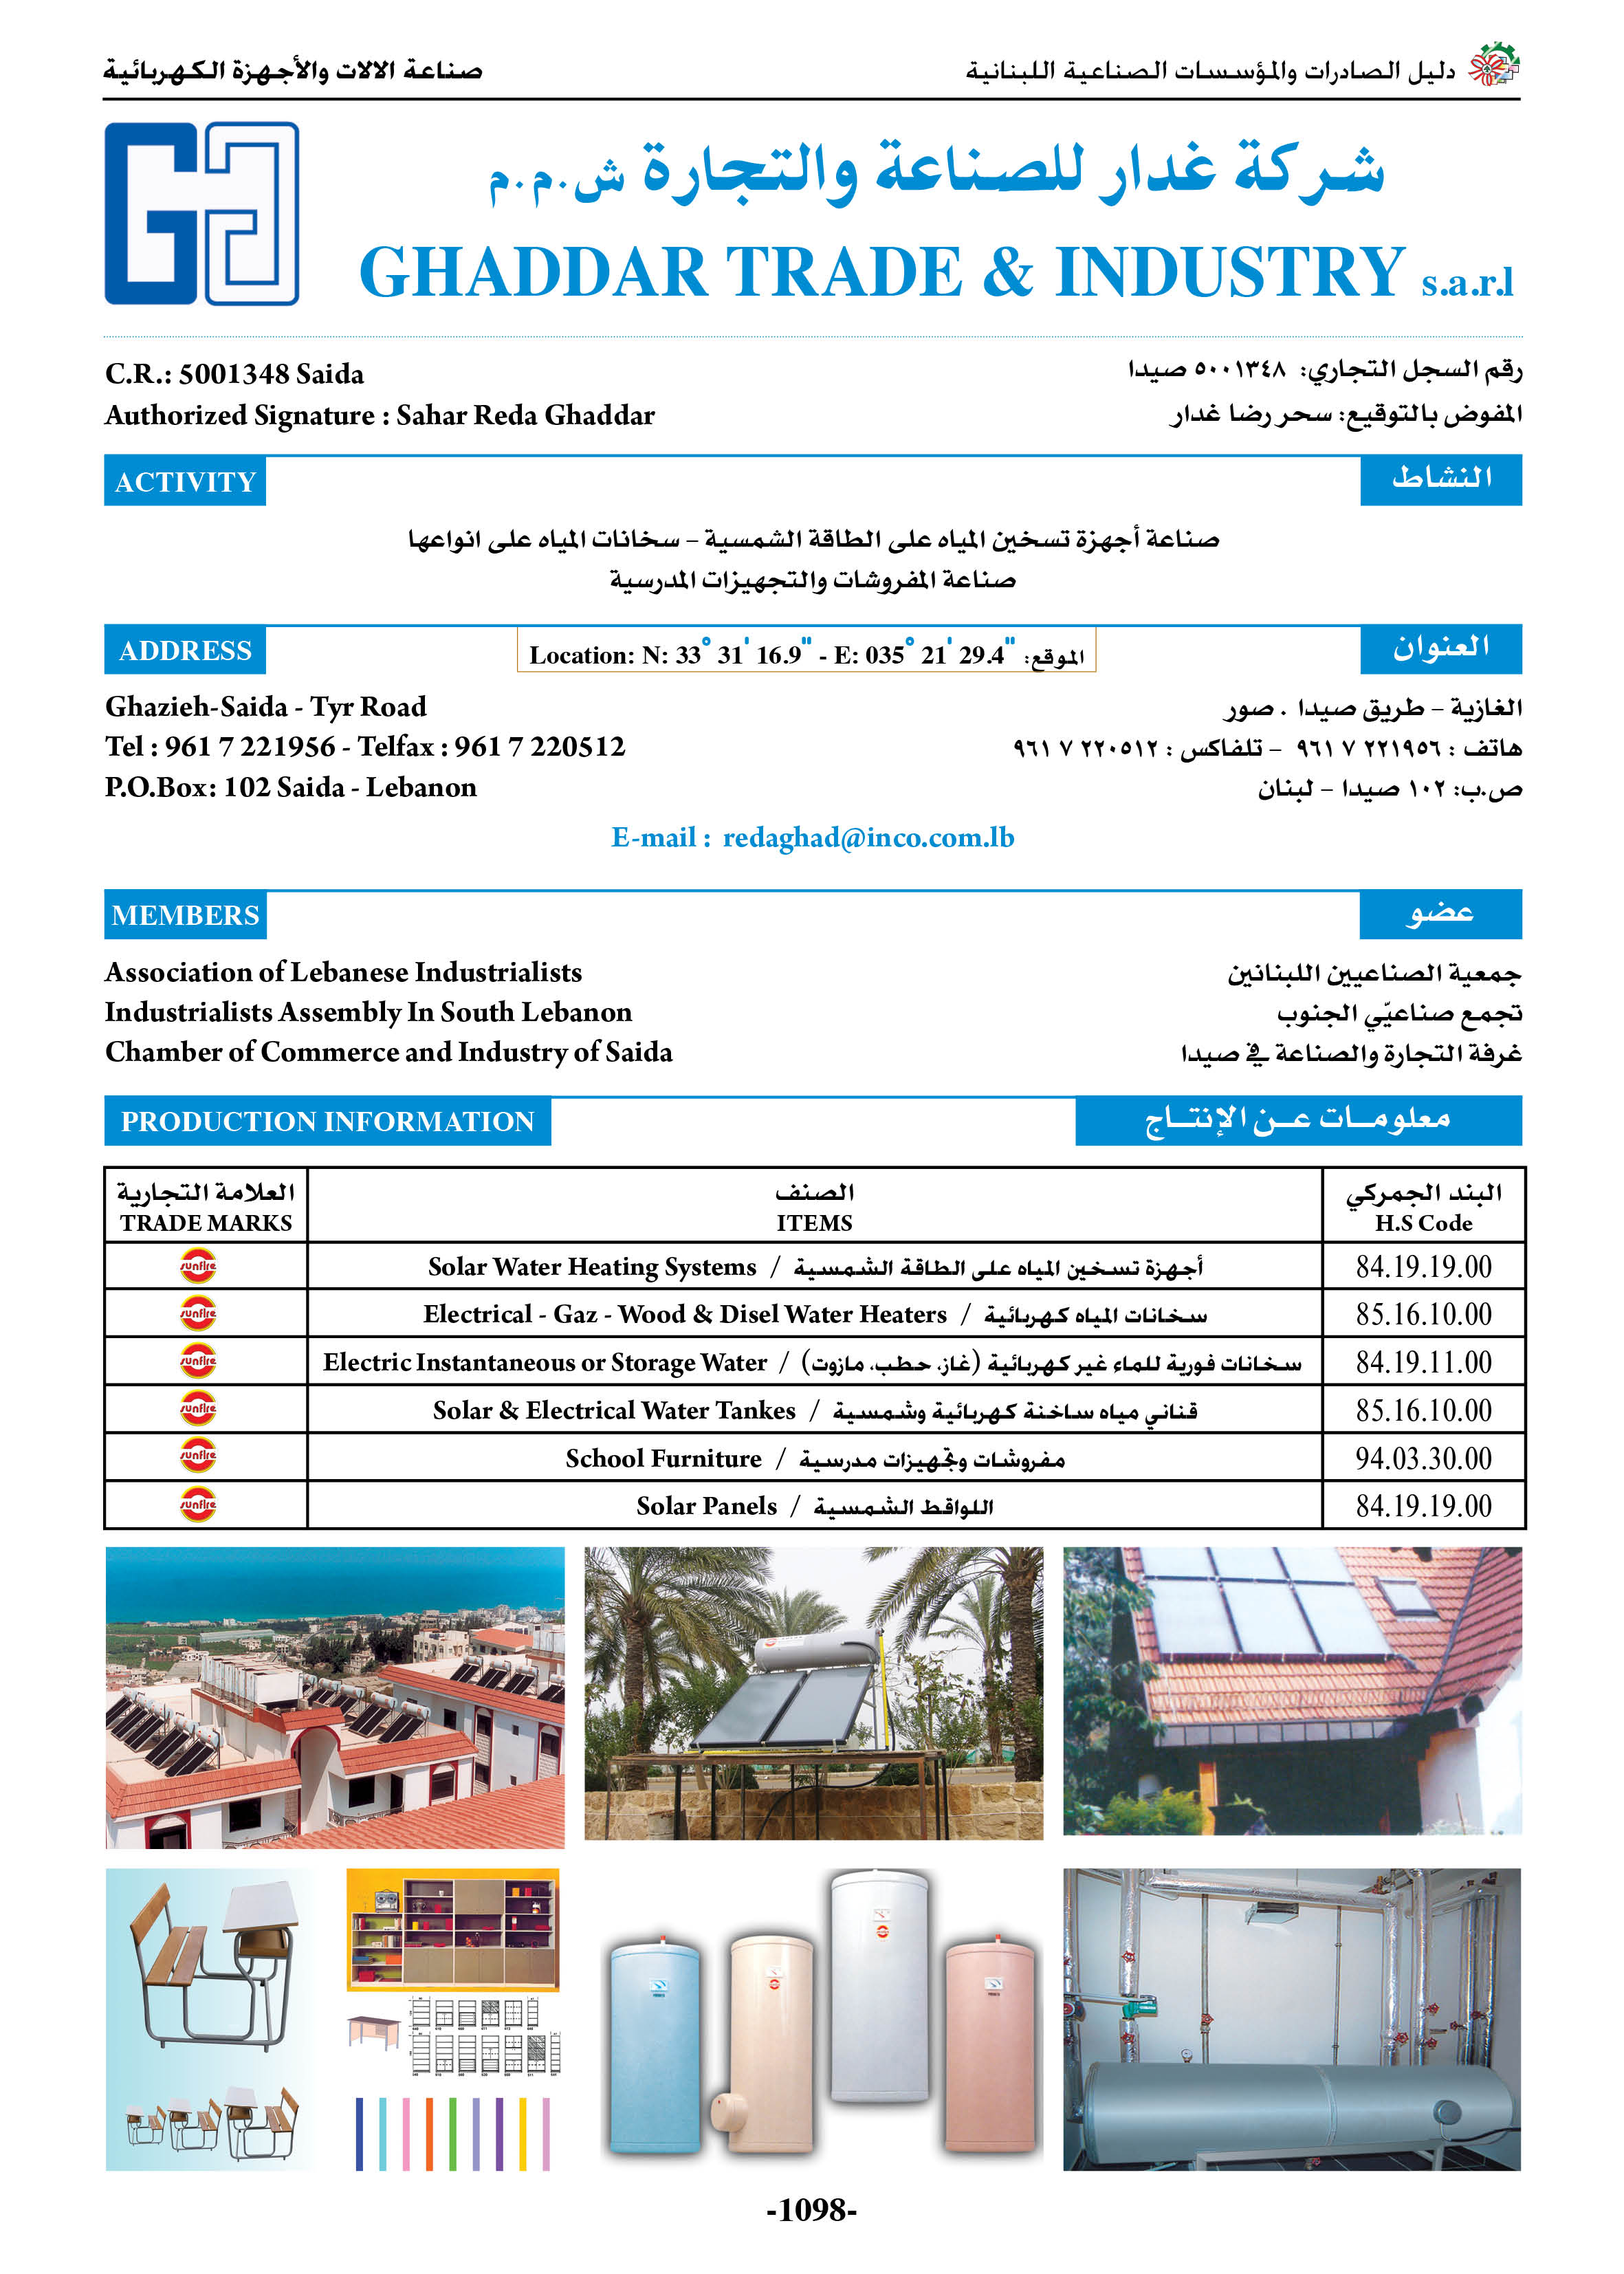 دليل الصادرات والمؤسسات الصناعية اللبنانية
صناعة الالات والأجهزة الكهربائية
شركة غدار للصناعة والتجارة ش.م.م
GHADDAR TRADE & INDUSTRY s.a.r.l
C.R.: 5001348 Saida
رقم السجل التجاري: ٥٠٠١٣٤٨ صيدا
Authorized Signature : Sahar Reda Ghaddar
المفوض بالتوقيع: سحر رضا غدار
ACTIVITY
النشاط
صناعة أجهزة تسخين المياه على الطاقة الشمسية – سخانات المياه على انواعها
صناعة المفروشات والتجهيزات المدرسية
ADDRESS
Location: N: 33° 31' 16.9" - E: 035° 21' 29.4" الموقع:
العنوان
Ghazieh-Saida - Tyr Road
الغازية – طريق صيدا . صور
Tel : 961 7 221956 - Telfax : 961 7 220512
هاتف : ٢٢١٩٥٦ ٧ ٩٦١ – تلفاكس : ٢٢٠٥١٢ ٧ ٩٦١
P.O.Box: 102 Saida - Lebanon
ص.ب: ١٠٢ صيدا – لبنان
E-mail : redaghad@inco.com.lb
MEMBERS
عضو
Association of Lebanese Industrialists
جمعية الصناعيين اللبنانين
Industrialists Assembly In South Lebanon
تجمع صناعيّي الجنوب
Chamber of Commerce and Industry of Saida
غرفة التجارة والصناعة في صيدا
PRODUCTION INFORMATION
معلومـات عـن الإنتـاج
العلامة التجارية
الصنف
البند الجمركي
TRADE MARKS
ITEMS
H.S Code
sunfire
Solar Water Heating Systems / أجهزة تسخين المياه على الطاقة الشمسية
84.19.19.00
sunfire
Electrical - Gaz - Wood & Disel Water Heaters / سخانات المياه كهربائية
85.16.10.00
sunfire
Electric Instantaneous or Storage Water / سخانات فورية للماء غير كهربائية (غاز، حطب، مازوت)
84.19.11.00
sunfire
Solar & Electrical Water Tankes / قناني مياه ساخنة كهربائية وشمسية
85.16.10.00
sunfire
School Furniture / مفروشات وتجهيزات مدرسية
94.03.30.00
sunfire
Solar Panels / اللواقط الشمسية
84.19.19.00
-1098-